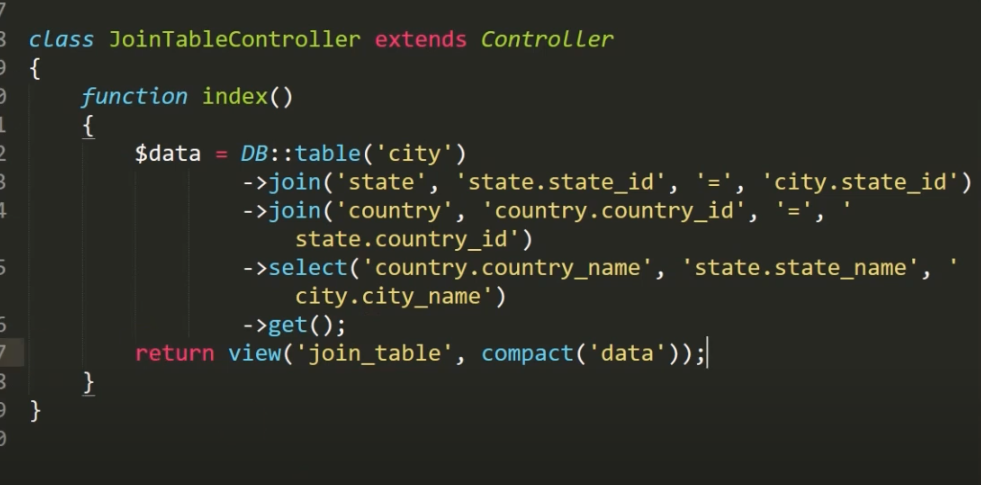 7
8 class JoinTableController extends Controller
9 {
0     function index()
1     {
2         $data = DB::table('city')
3                 ->join('state', 'state.state_id', '=', 'city.state_id')
4                 ->join('country', 'country.country_id', '=', '
                    state.country_id')
5                 ->select('country.country_name', 'state.state_name', '
                    city.city_name')
6                 ->get();
7         return view('join_table', compact('data'));
8     }
9 }
0